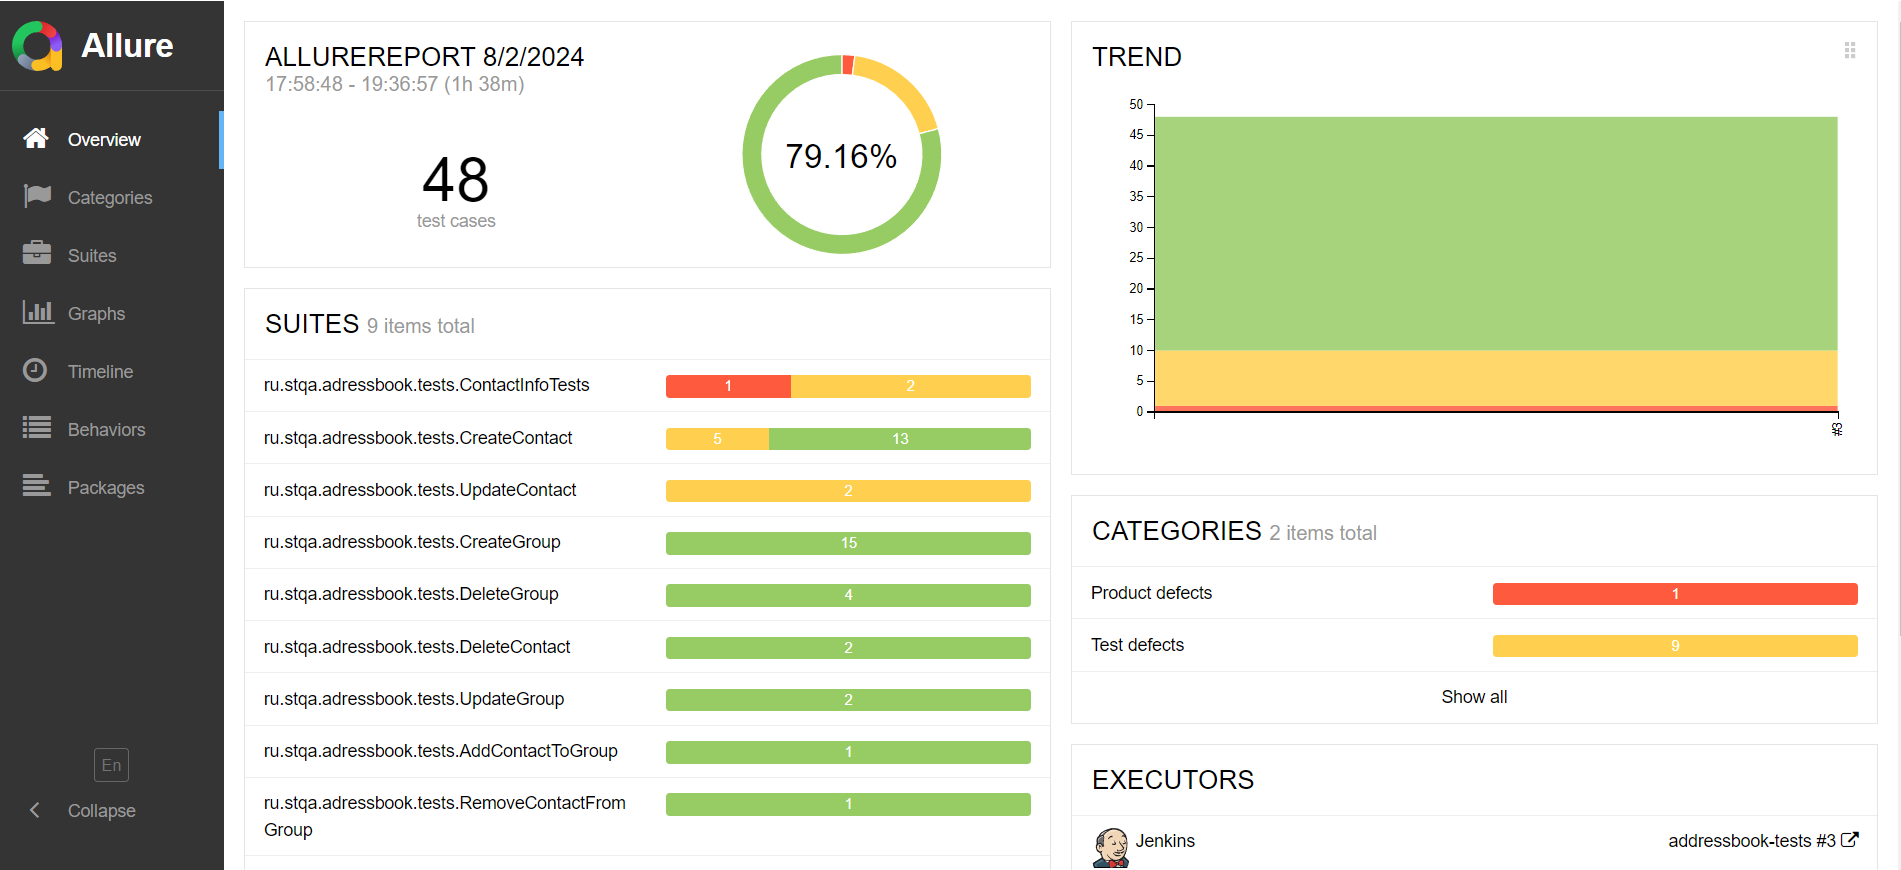 Allure
Overview
Categories
Suites
Graphs
Timeline
Behaviors
Packages
En
Collapse
ALLUREREPORT 8/2/2024
17:58:48 - 19:36:57 (1h 38m)
48
test cases
79.16%
SUITES 9 items total
ru.stqa.adressbook.tests.ContactInfoTests 1 2
ru.stqa.adressbook.tests.CreateContact 5 13
ru.stqa.adressbook.tests.UpdateContact 2
ru.stqa.adressbook.tests.CreateGroup 15
ru.stqa.adressbook.tests.DeleteGroup 4
ru.stqa.adressbook.tests.DeleteContact 2
ru.stqa.adressbook.tests.UpdateGroup 2
ru.stqa.adressbook.tests.AddContactToGroup 1
ru.stqa.adressbook.tests.RemoveContactFrom 1
Group
TREND
50
45
40
35
30
25
20
15
10
5
0
#3
CATEGORIES 2 items total
Product defects 1
Test defects 9
Show all
EXECUTORS
Jenkins addressbook-tests #3